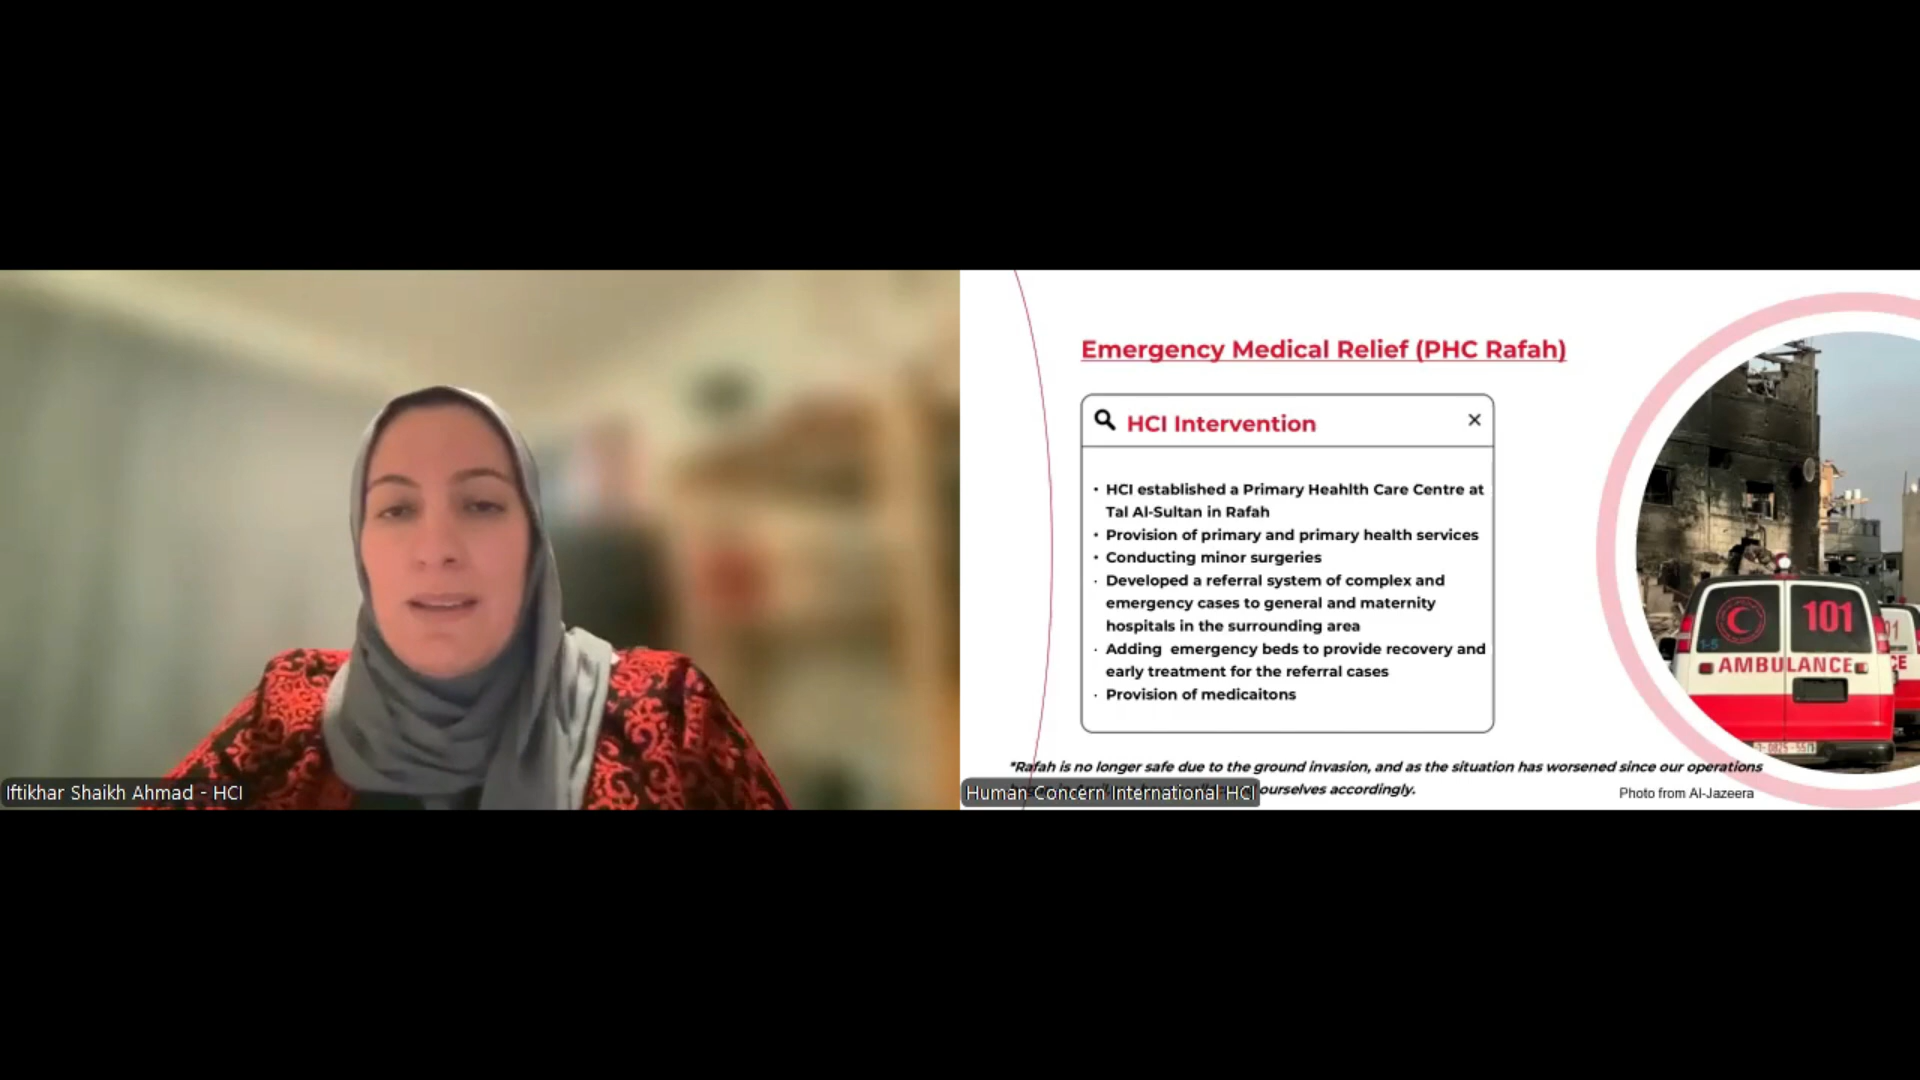 Iftikhar Shaikh Ahmad - HCI
Emergency Medical Relief (PHC Rafah)
HCI Intervention
• HCI established a Primary Heahlth Care Centre at
Tal Al-Sultan in Rafah
• Provision of primary and primary health services
• Conducting minor surgeries
· Developed a referral system of complex and
emergency cases to general and maternity
hospitals in the surrounding area
· Adding emergency beds to provide recovery and
early treatment for the referral cases
· Provision of medicaitons
101
AMBULANCE
*Rafah is no longer safe due to the ground invasion, and as the situation has worsened since our operations
ourselves accordingly.
Human Concern International HCI
Photo from Al-Jazeera